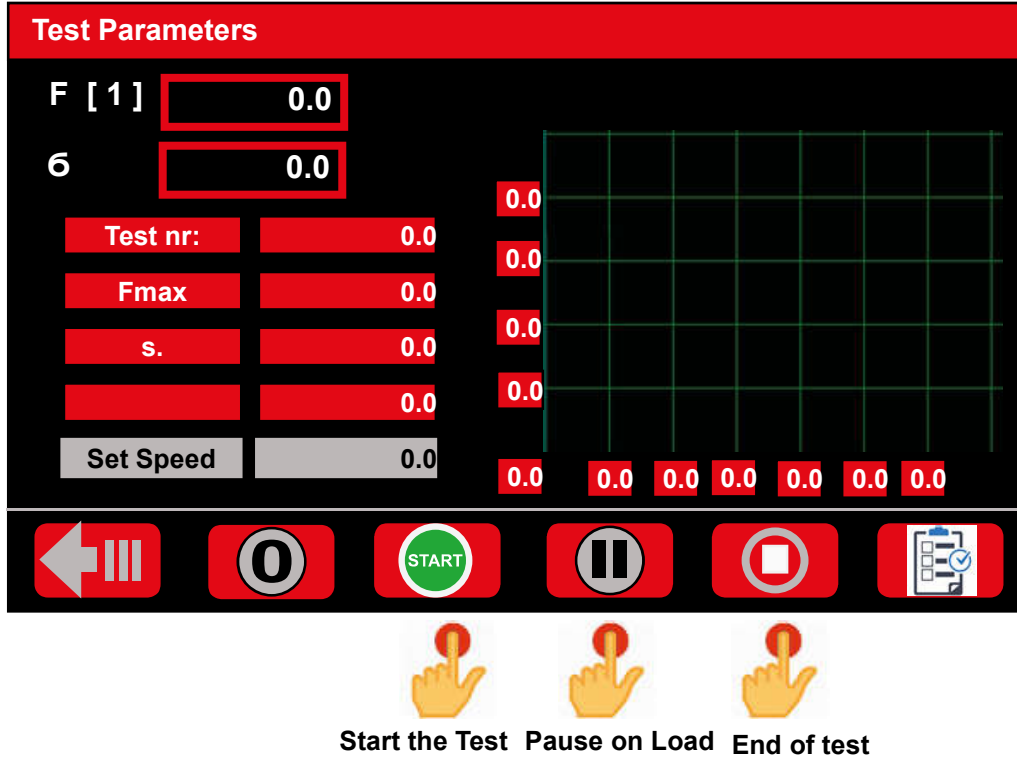 Test Parameters
F [ 1 ] 0.0
б 0.0
Test nr: 0.0
Fmax 0.0
s. 0.0
0.0
Set Speed 0.0
0.0
0.0
0.0
0.0
0.0 0.0 0.0 0.0 0.0 0.0 0.0
0
START
Start the Test Pause on Load End of test